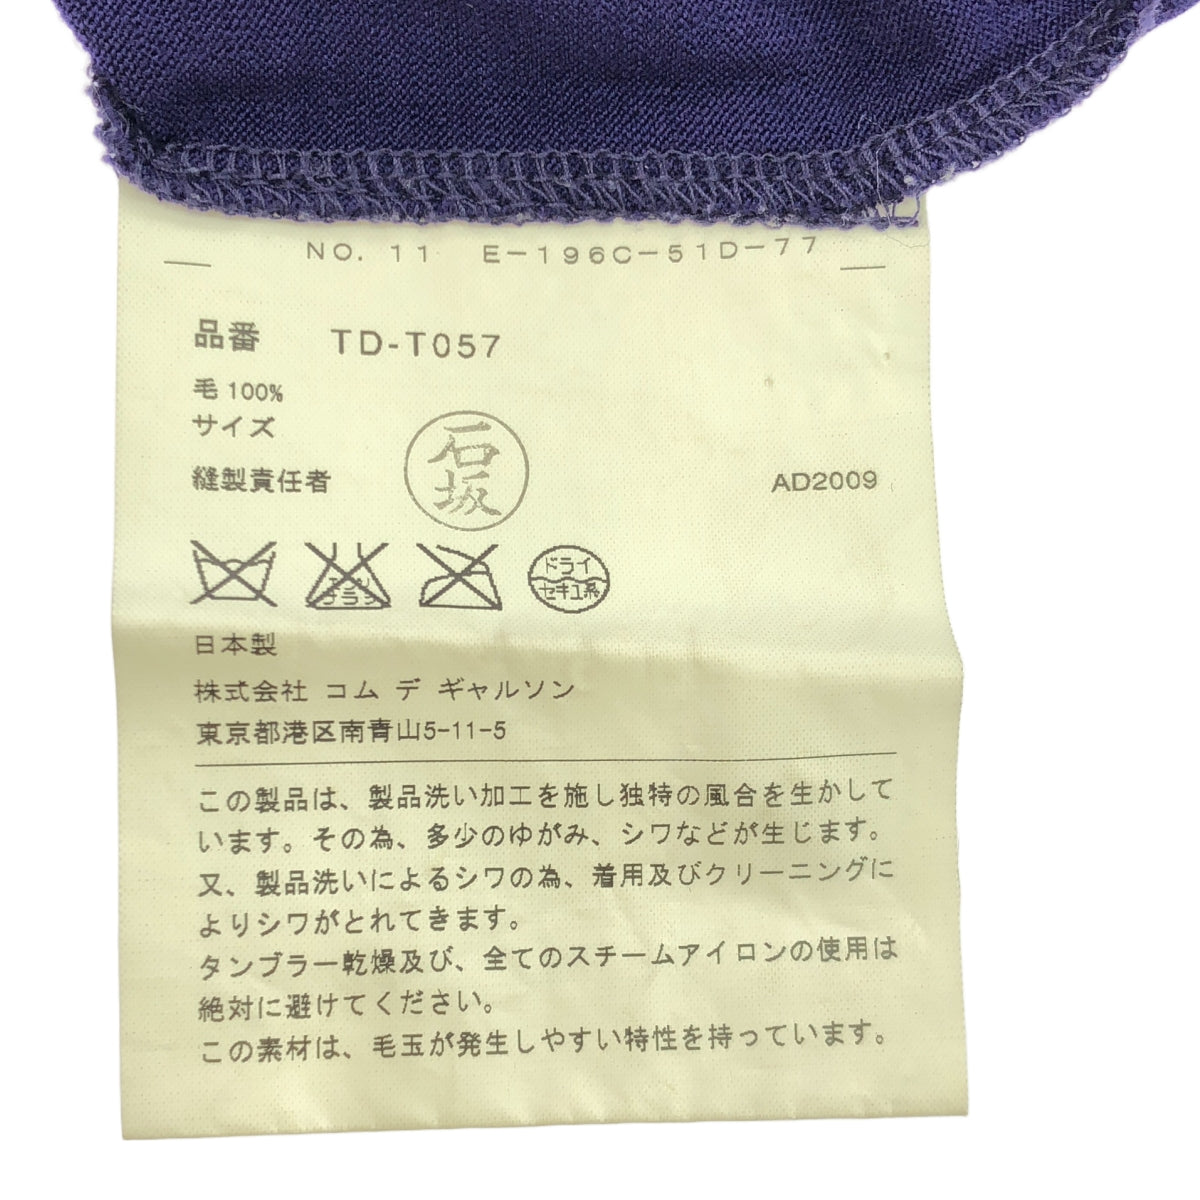 NO. 11 E-196C-51D-77
品番 TD-T057
毛 100%
サイズ
縫製責任者 石坂 AD2009
エンソ サラシ
ドライ
セキユ系
日本製
株式会社 コム デ ギャルソン
東京都港区南青山5-11-5
この製品は、製品洗い加工を施し独特の風合を生かして
います。その為、多少のゆがみ、シワなどが生じます。
又、製品洗いによるシワの為、着用及びクリーニングに
よりシワがとれてきます。
タンブラー乾燥及び、全てのスチームアイロンの使用は
絶対に避けてください。
この素材は、毛玉が発生しやすい特性を持っています。